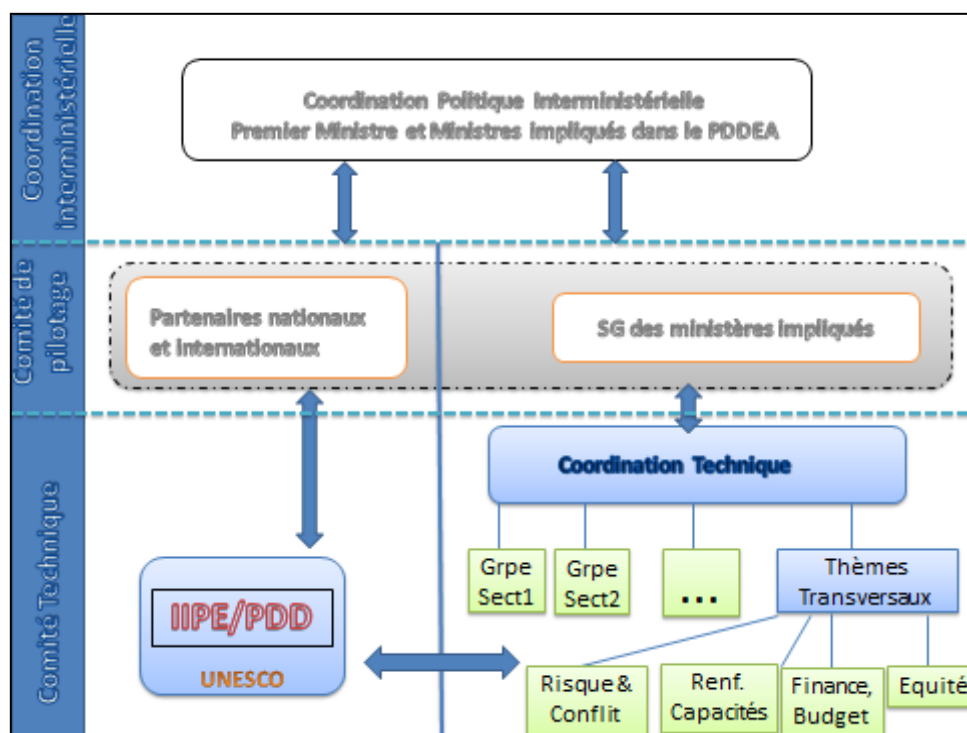 Coordination
interministérielle
Coordination Politique Interministérielle
Premier Ministre et Ministres impliqués dans le PDDEA
Comité de
pilotage
Partenaires nationaux
et internationaux
SG des ministères impliqués
Comité Technique
Coordination Technique
Grpe
Sect1
Grpe
Sect2
...
Thèmes
Transversaux
IIPE/PDD
UNESCO
Risque &
Conflit
Renf.
Capacités
Finance,
Budget
Equité